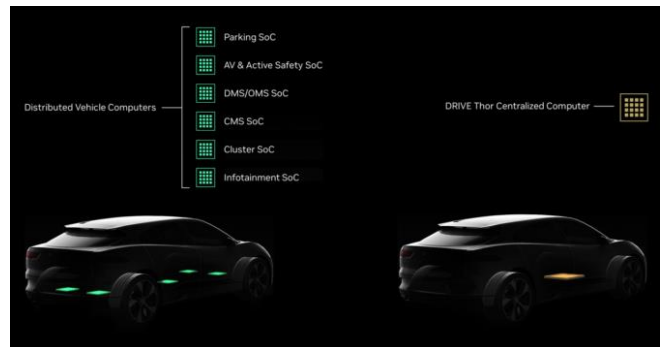 Parking SoC
AV & Active Safety SoC
Distributed Vehicle Computers
DMS/OMS SoC
CMS SoC
Cluster SoC
Infotainment SoC
DRIVE Thor Centralized Computer